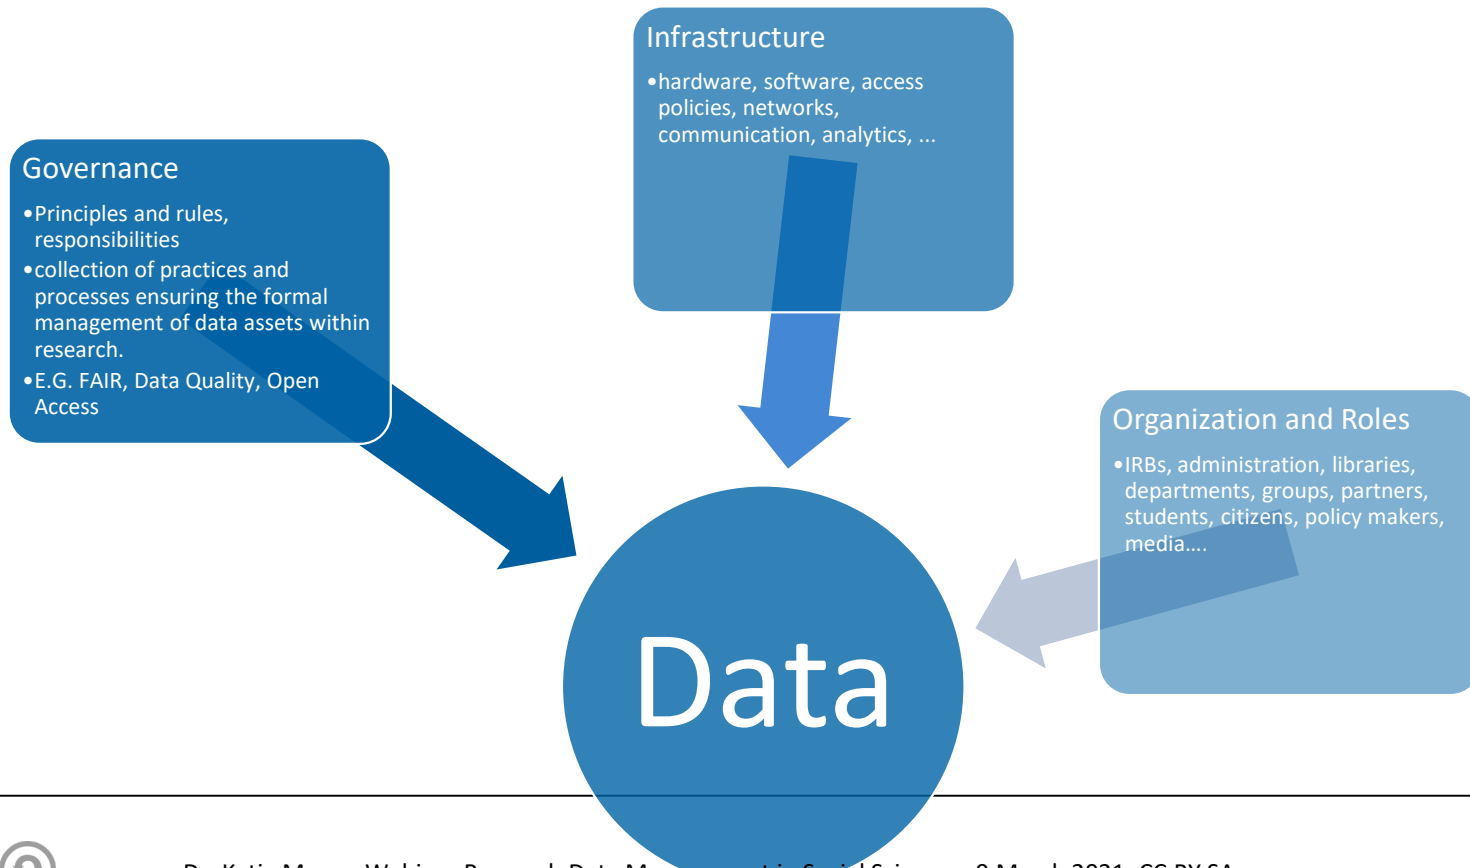 Infrastructure
•hardware, software, access
policies, networks,
communication, analytics, ...
Governance
•Principles and rules,
responsibilities
•collection of practices and
processes ensuring the formal
management of data assets within
research.
•E.G. FAIR, Data Quality, Open
Access
Organization and Roles
•IRBs, administration, libraries,
departments, groups, partners,
students, citizens, policy makers,
media....
Data